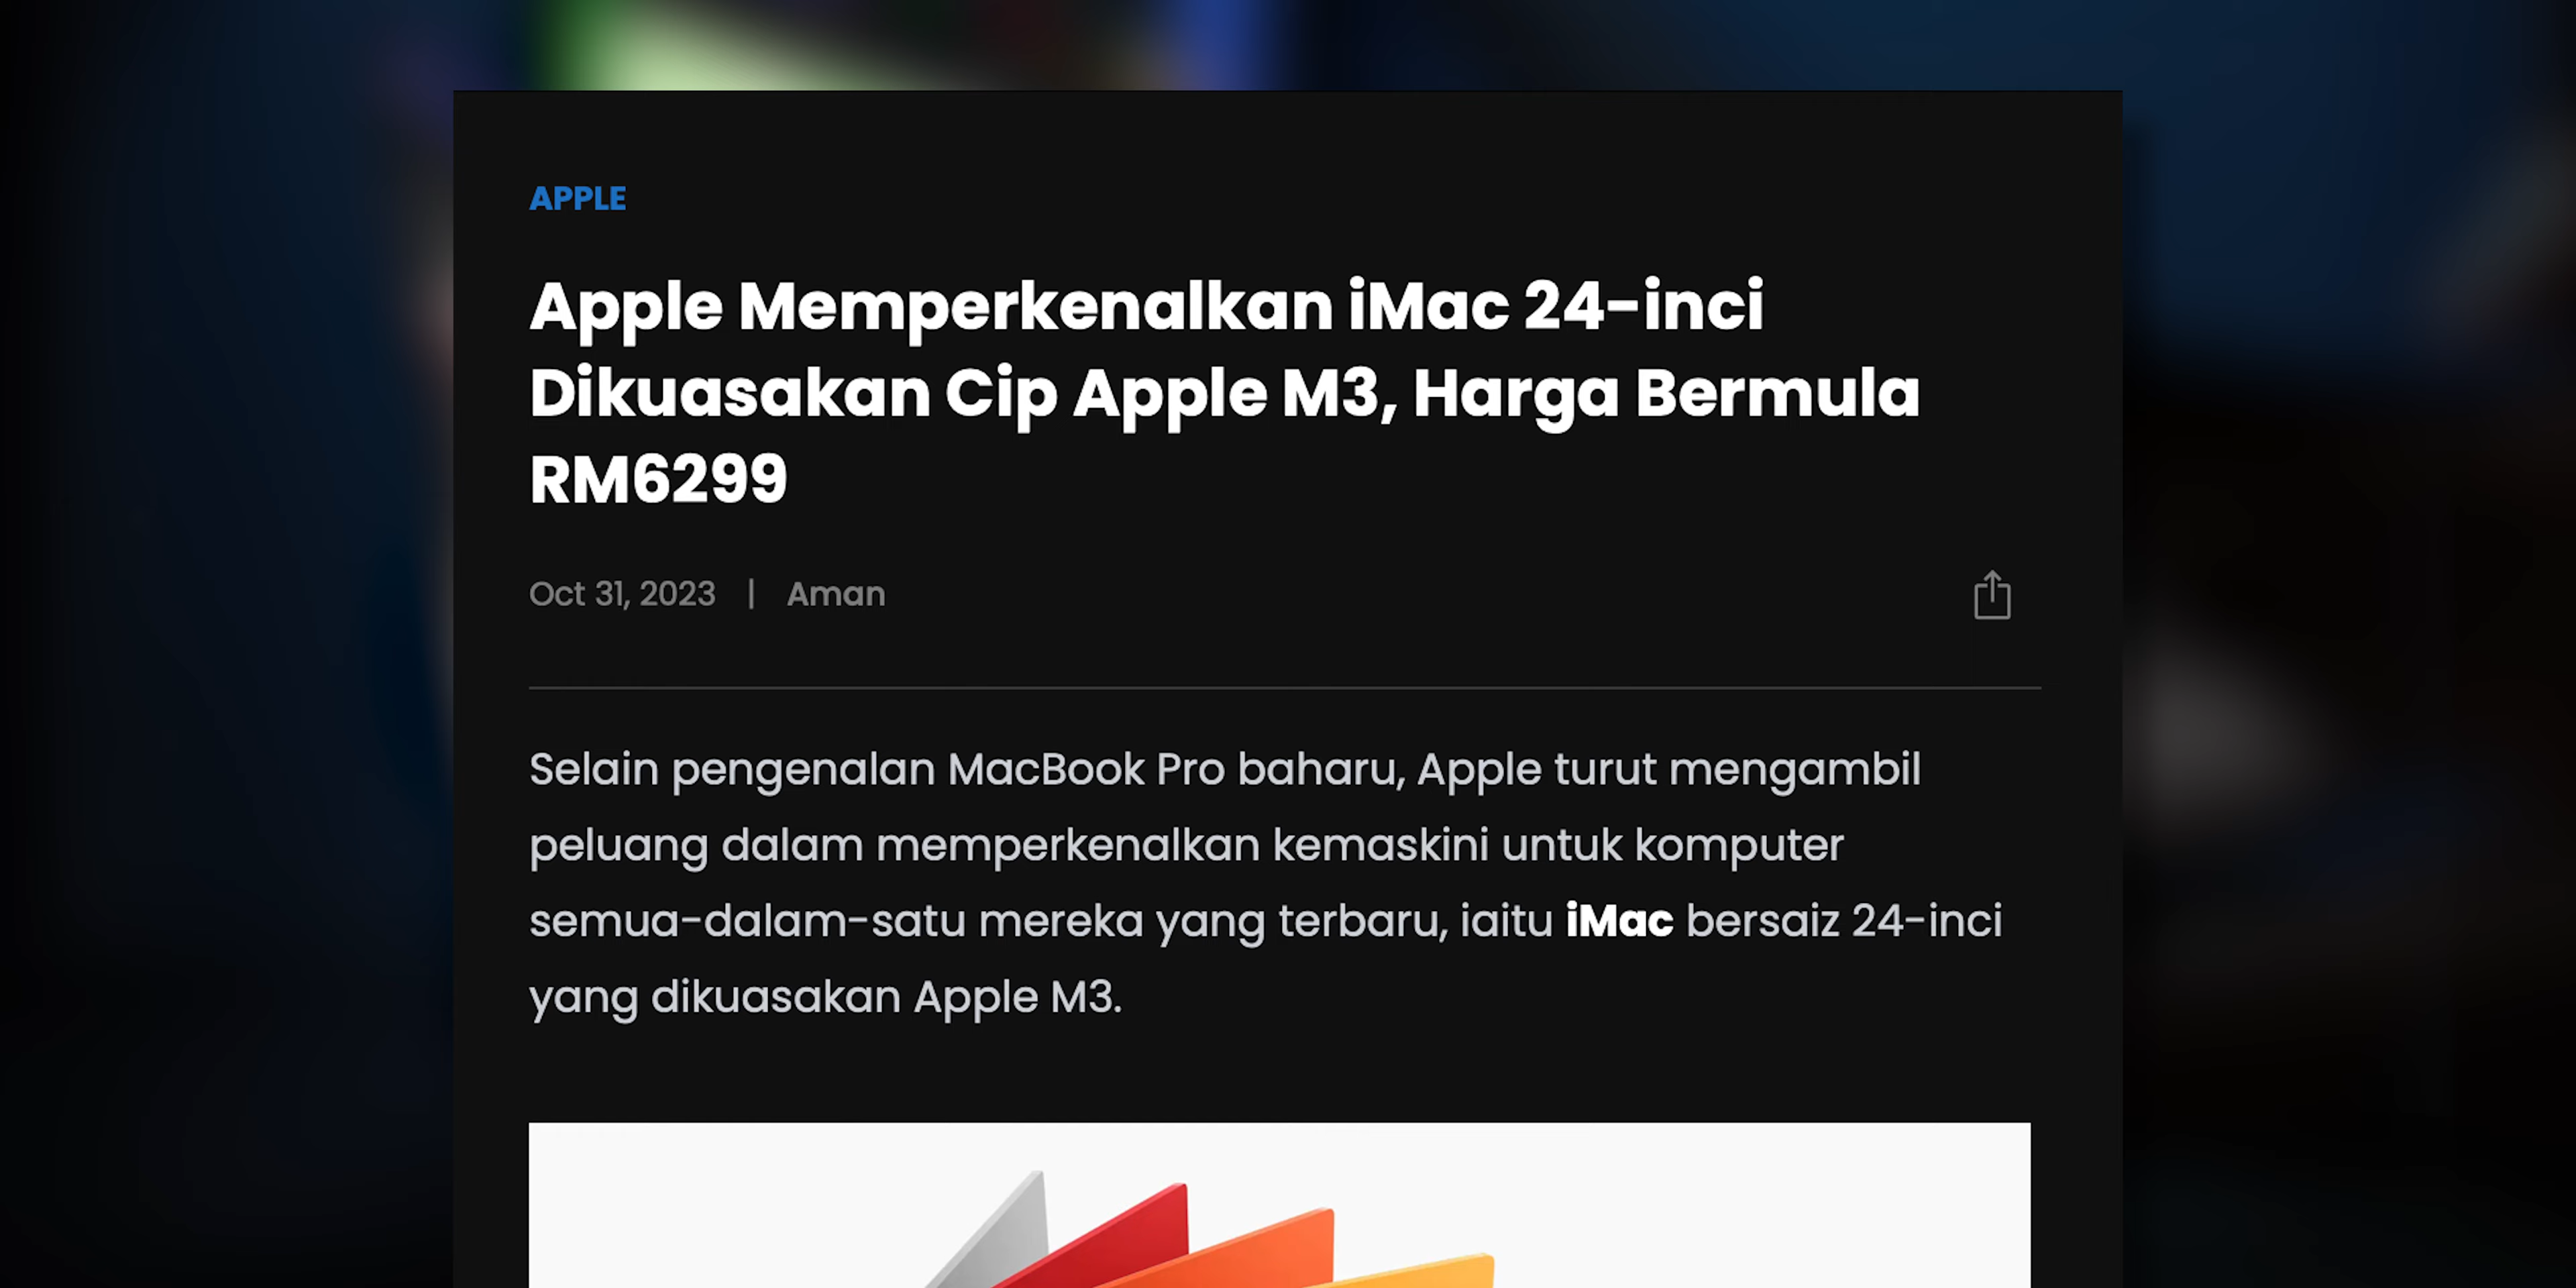 APPLE
Apple Memperkenalkan iMac 24-inci
Dikuasakan Cip Apple M3, Harga Bermula
RM6299
Oct 31, 2023 | Aman
Selain pengenalan MacBook Pro baharu, Apple turut mengambil
peluang dalam memperkenalkan kemaskini untuk komputer
semua-dalam-satu mereka yang terbaru, iaitu iMac bersaiz 24-inci
yang dikuasakan Apple M3.